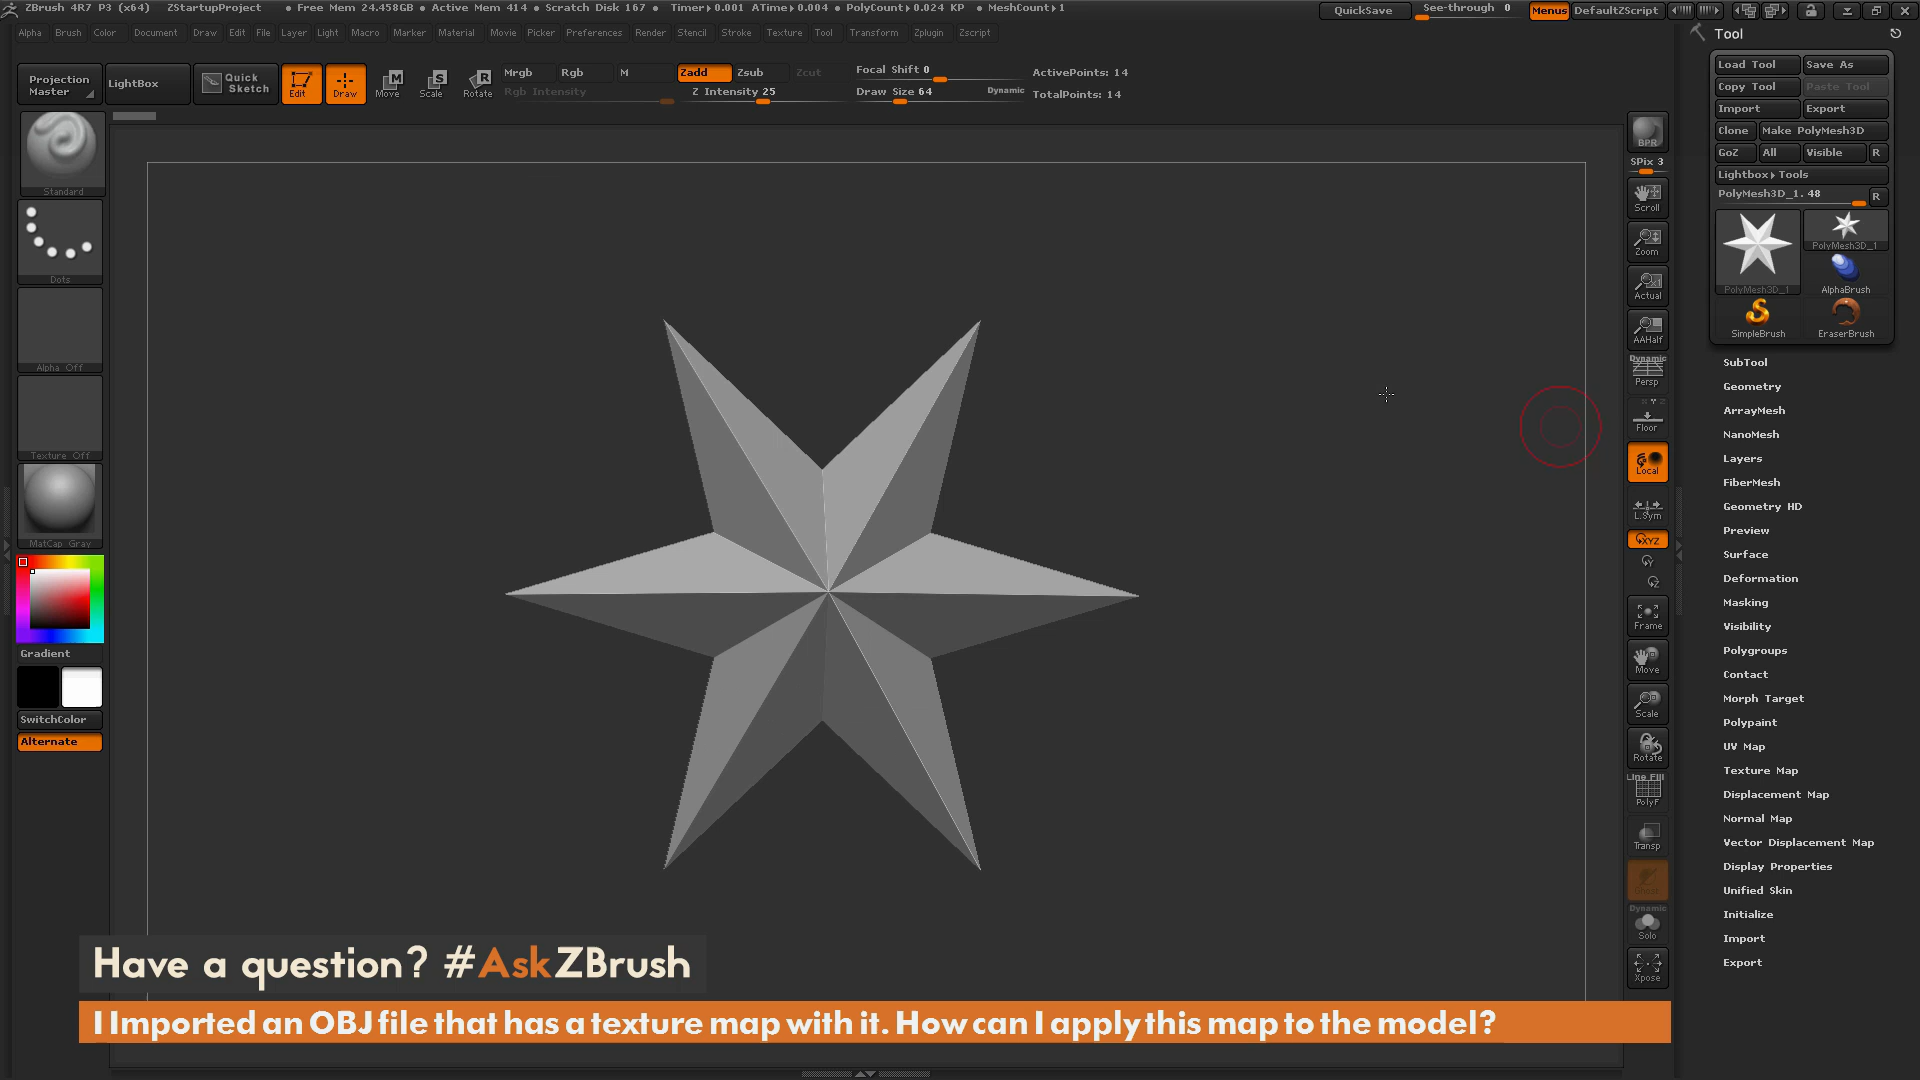 ZBrush 4R7 P3 (x64) ZStartupProject • Free Mem 24.458GB • Active Mem 414 • Scratch Disk 167 • Timer▸0.001 ATime▸0.004 • PolyCount▸0.024 KP • MeshCount▸1 QuickSave See-through 0 Menus DefaultZScript
Alpha Brush Color Document Draw Edit File Layer Light Macro Marker Material Movie Picker Preferences Render Stencil Stroke Texture Tool Transform Zplugin Zscript
Projection Master
LightBox
Quick Sketch
Edit
Draw
Move
Scale
Rotate
Mrgb Rgb M
Rgb Intensity
Zadd Zsub Zcut
Z Intensity 25
Focal Shift 0
Draw Size 64 Dynamic
ActivePoints: 14
TotalPoints: 14
Standard
Dots
Alpha Off
Texture Off
MatCap Gray
Gradient
SwitchColor
Alternate
BPR
SPix 3
Scroll
Zoom
Actual
AAHalf
Dynamic
Persp
Floor
Local
L.Sym
XYZ
Frame
Move
Scale
Rotate
Line Fill
PolyF
Transp
Ghost
Dynamic
Solo
Xpose
Tool
Load Tool Save As
Copy Tool Paste Tool
Import Export
Clone Make PolyMesh3D
GoZ All Visible R
Lightbox▸Tools
PolyMesh3D_1. 48 R
PolyMesh3D_1
PolyMesh3D_1
AlphaBrush
SimpleBrush
EraserBrush
SubTool
Geometry
ArrayMesh
NanoMesh
Layers
FiberMesh
Geometry HD
Preview
Surface
Deformation
Masking
Visibility
Polygroups
Contact
Morph Target
Polypaint
UV Map
Texture Map
Displacement Map
Normal Map
Vector Displacement Map
Display Properties
Unified Skin
Initialize
Import
Export
Have a question? #AskZBrush
I Imported an OBJ file that has a texture map with it. How can I apply this map to the model?